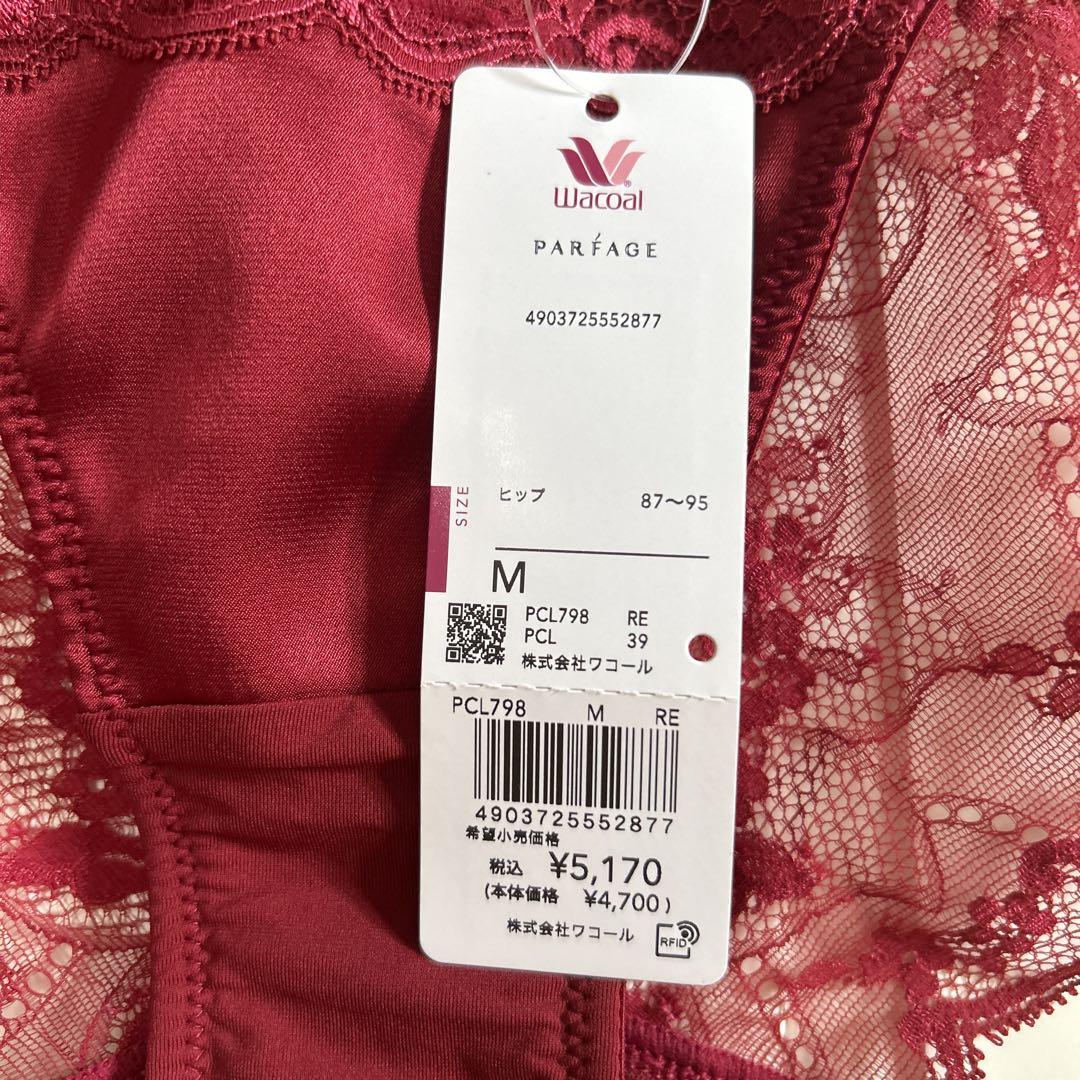 Wacoal®
PARFAGE
4903725552877
SIZE
ヒップ 87～95
M
PCL798 RE
PCL 39
株式会社ワコール
PCL798 M RE
4903725552877
希望小売価格
税込 ¥5,170
(本体価格 ¥4,700)
株式会社ワコール
RFID